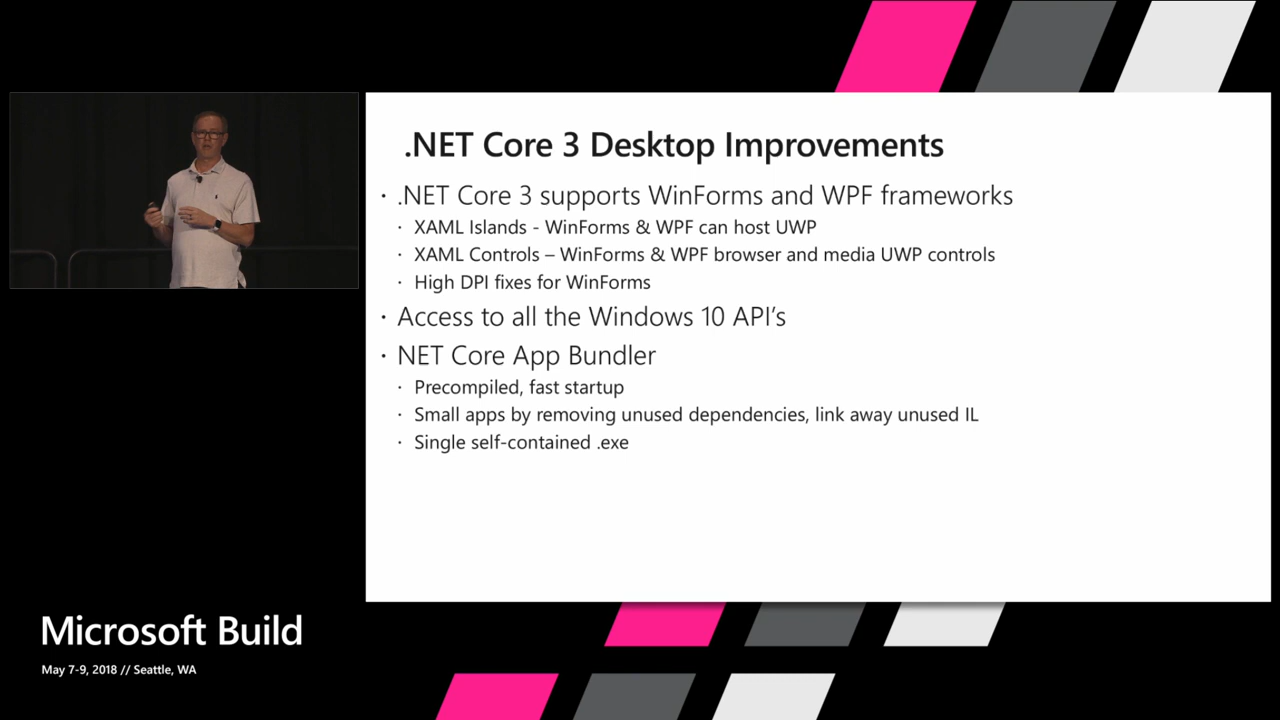 .NET Core 3 Desktop Improvements
· .NET Core 3 supports WinForms and WPF frameworks
· XAML Islands - WinForms & WPF can host UWP
· XAML Controls – WinForms & WPF browser and media UWP controls
· High DPI fixes for WinForms
· Access to all the Windows 10 API’s
· NET Core App Bundler
· Precompiled, fast startup
· Small apps by removing unused dependencies, link away unused IL
· Single self-contained .exe
Microsoft Build
May 7-9, 2018 // Seattle, WA